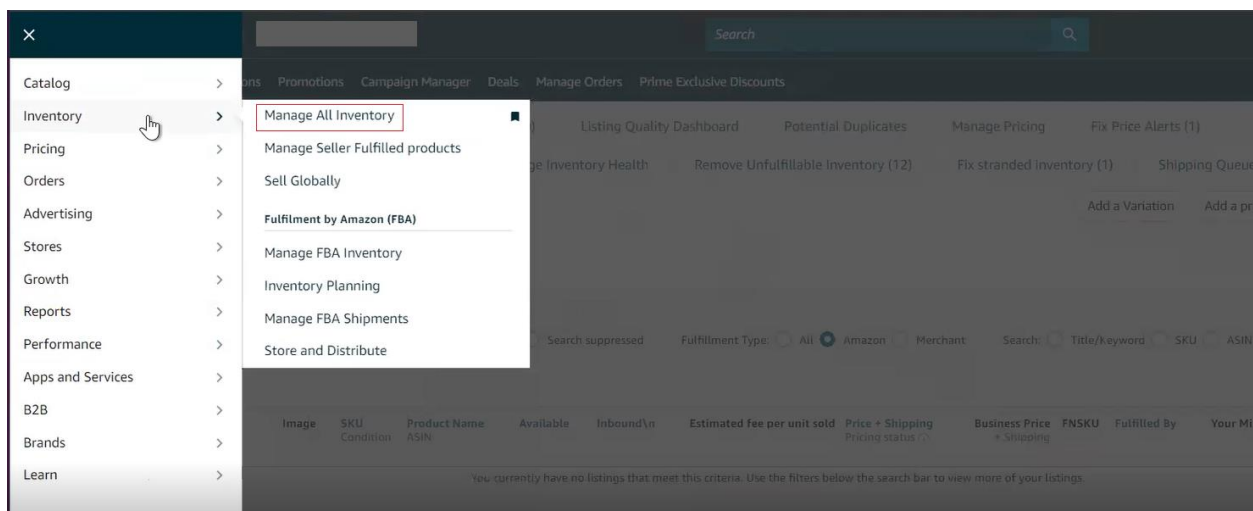 Search
ons Promotions Campaign Manager Deals Manage Orders Prime Exclusive Discounts
Catalog
Inventory
Pricing
Orders
Advertising
Stores
Growth
Reports
Performance
Apps and Services
B2B
Brands
Learn
Manage All Inventory
Manage Seller Fulfilled products
Sell Globally
Fulfilment by Amazon (FBA)
Manage FBA Inventory
Inventory Planning
Manage FBA Shipments
Store and Distribute
) Listing Quality Dashboard Potential Duplicates Manage Pricing Fix Price Alerts (1)
ge Inventory Health Remove Unfulfillable Inventory (12) Fix stranded inventory (1) Shipping Queue
Add a Variation Add a pr
Search suppressed Fulfillment Type: All Amazon Merchant Search: Title/Keyword SKU ASIN
Image SKU Product Name Available Inbound\n Estimated fee per unit sold Price + Shipping Business Price FNSKU Fulfilled By Your Mi
Condition ASIN Pricing status + Shipping
You currently have no listings that meet this criteria. Use the filters below the search bar to view more of your listings.